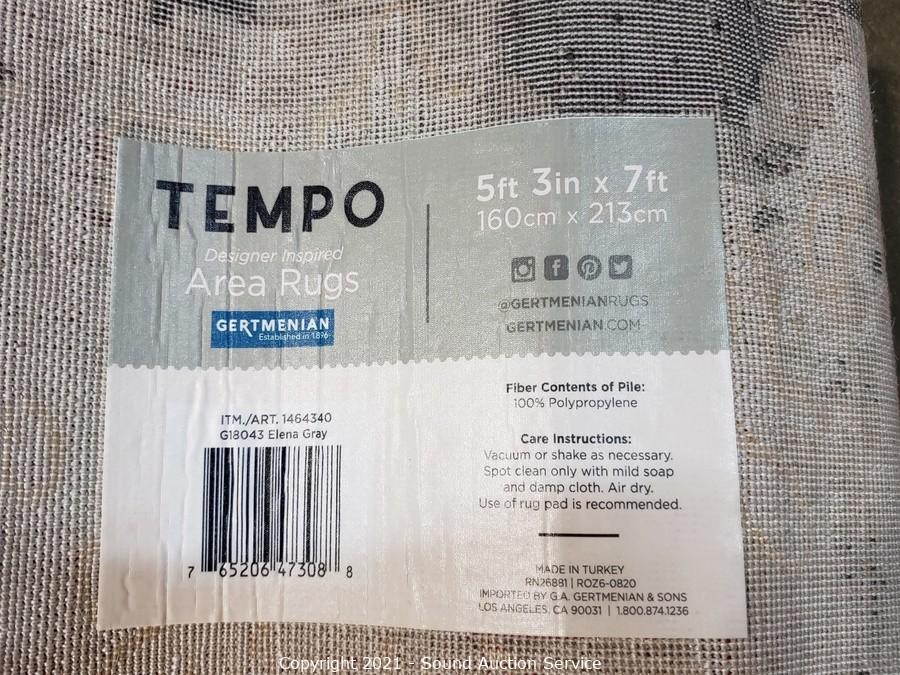 TEMPO
Designer Inspired
Area Rugs
GERTMENIAN
Established in 1896
5ft 3in x 7ft
160cm x 213cm
@GERTMENIANRUGS
GERTMENIAN.COM
ITM./ART. 1464340
G18043 Elena Gray
7 65206 47308 8
Fiber Contents of Pile:
100% Polypropylene
Care Instructions:
Vacuum or shake as necessary.
Spot clean only with mild soap
and damp cloth. Air dry.
Use of rug pad is recommended.
MADE IN TURKEY
RN26881 | ROZ6-0820
IMPORTED BY G.A. GERTMENIAN & SONS
LOS ANGELES, CA 90031 | 1.800.874.1236
Copyright 2021 - Sound Auction Service